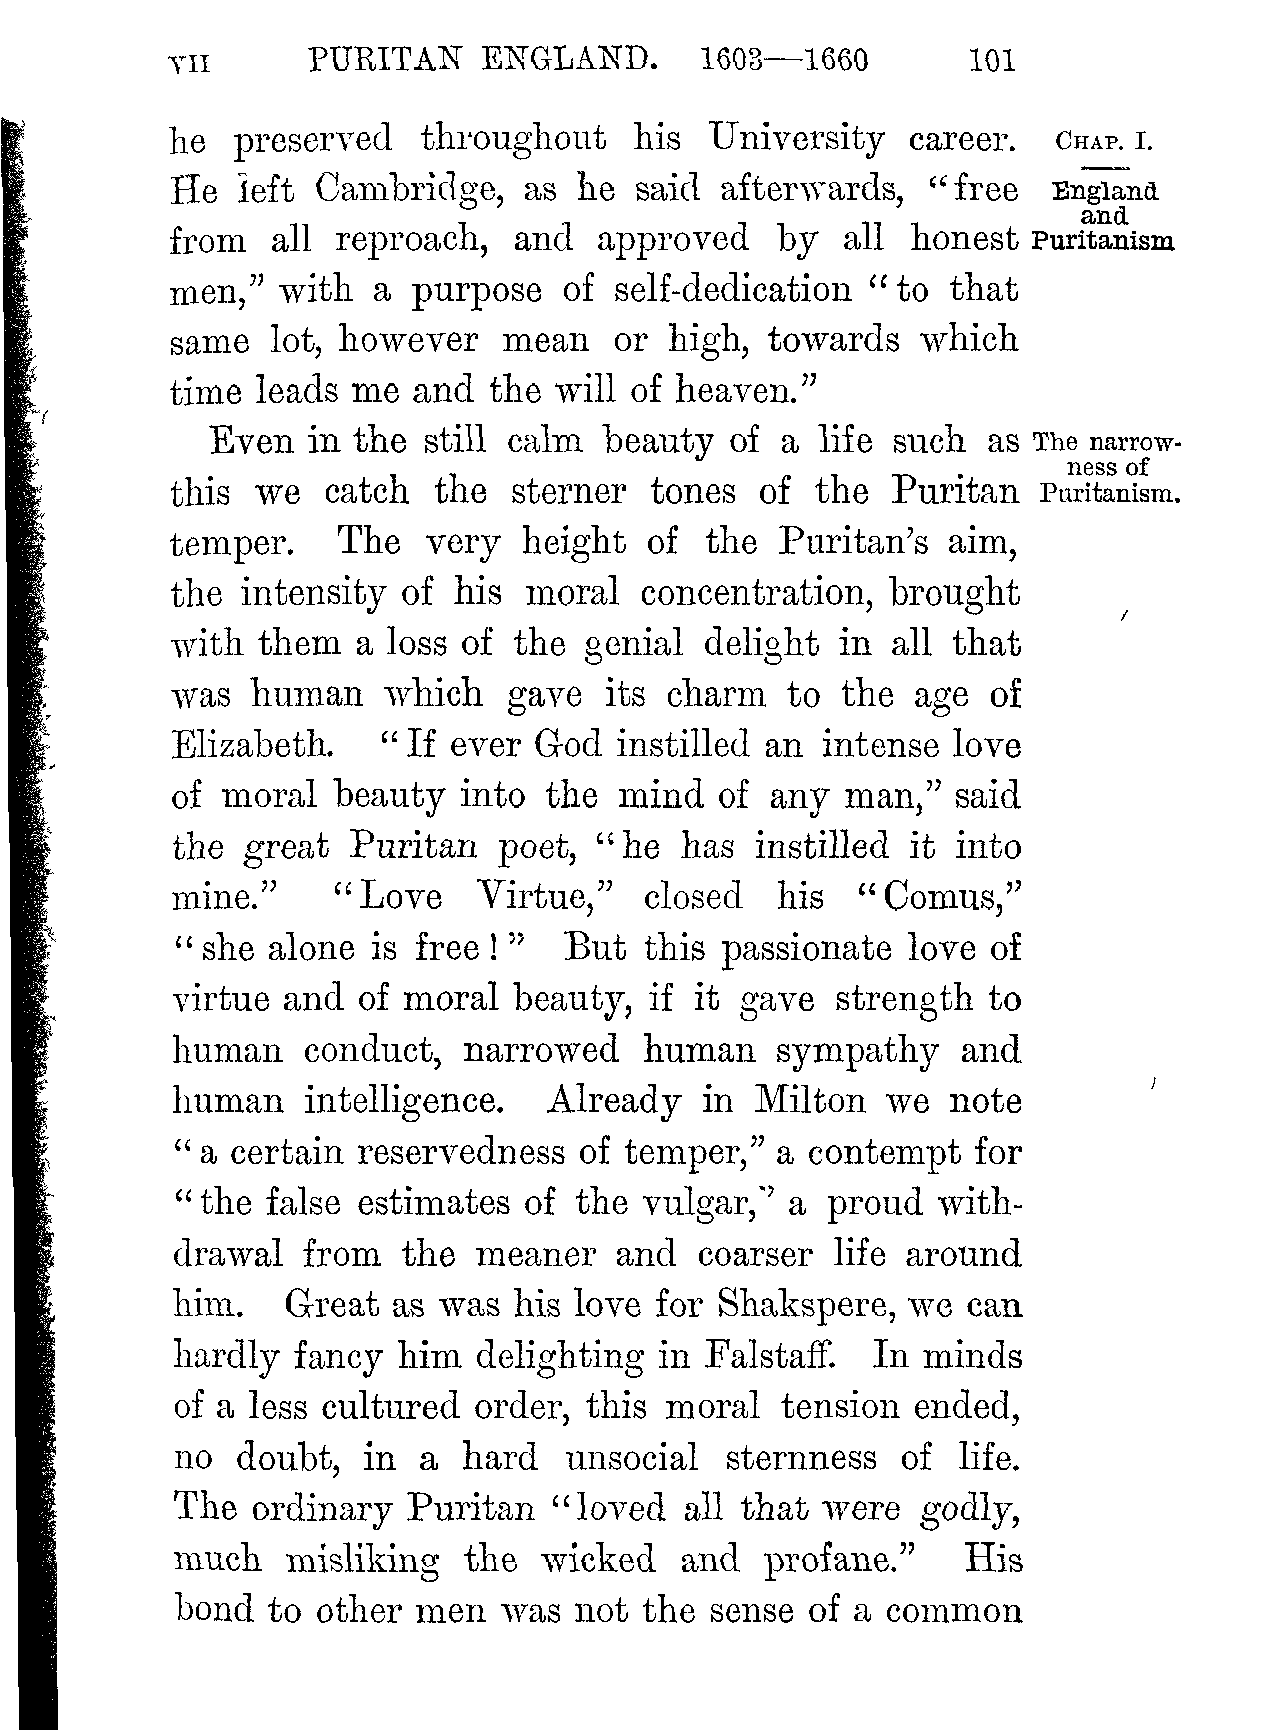 VII PURITAN ENGLAND. 1603—1660 101
he preserved throughout his University career. CHAP. I.
He left Cambridge, as he said afterwards, “free England
and
from all reproach, and approved by all honest Puritanism
men,” with a purpose of self-dedication “to that
same lot, however mean or high, towards which
time leads me and the will of heaven.”
Even in the still calm beauty of a life such as The narrow-
ness of
this we catch the sterner tones of the Puritan Puritanism.
temper. The very height of the Puritan’s aim,
the intensity of his moral concentration, brought
with them a loss of the genial delight in all that
was human which gave its charm to the age of
Elizabeth. “If ever God instilled an intense love
of moral beauty into the mind of any man,” said
the great Puritan poet, “he has instilled it into
mine.” “Love Virtue,” closed his “Comus,”
“she alone is free!” But this passionate love of
virtue and of moral beauty, if it gave strength to
human conduct, narrowed human sympathy and
human intelligence. Already in Milton we note
“a certain reservedness of temper,” a contempt for
“the false estimates of the vulgar,” a proud with-
drawal from the meaner and coarser life around
him. Great as was his love for Shakspere, we can
hardly fancy him delighting in Falstaff. In minds
of a less cultured order, this moral tension ended,
no doubt, in a hard unsocial sternness of life.
The ordinary Puritan “loved all that were godly,
much misliking the wicked and profane.” His
bond to other men was not the sense of a common